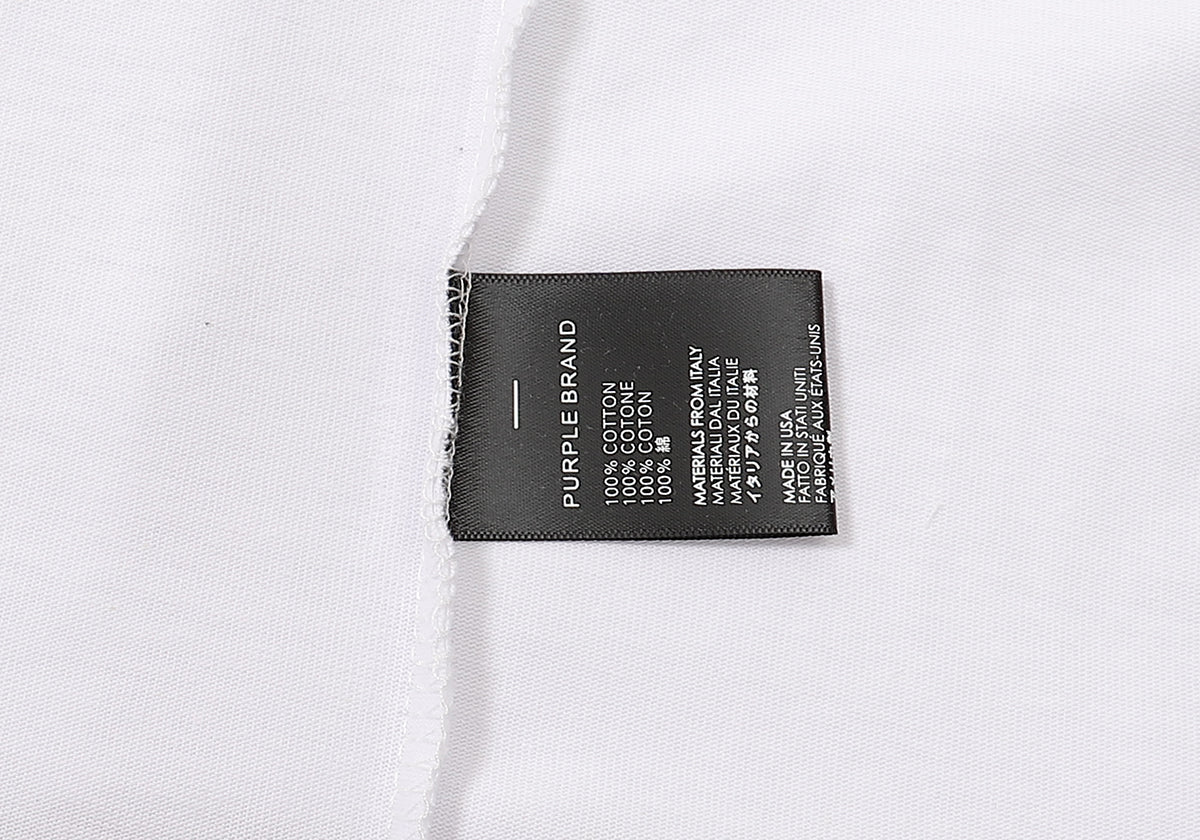 PURPLE BRAND
100% COTTON
100% COTONE
100% COTON
100% 綿
MATERIALS FROM ITALY
MATERIALI DAL ITALIA
MATÉRIAUX DU ITALIE
イタリアからの材料
MADE IN USA
FATTO IN STATI UNITI
FABRIQUÉ AUX ÉTATS-UNIS